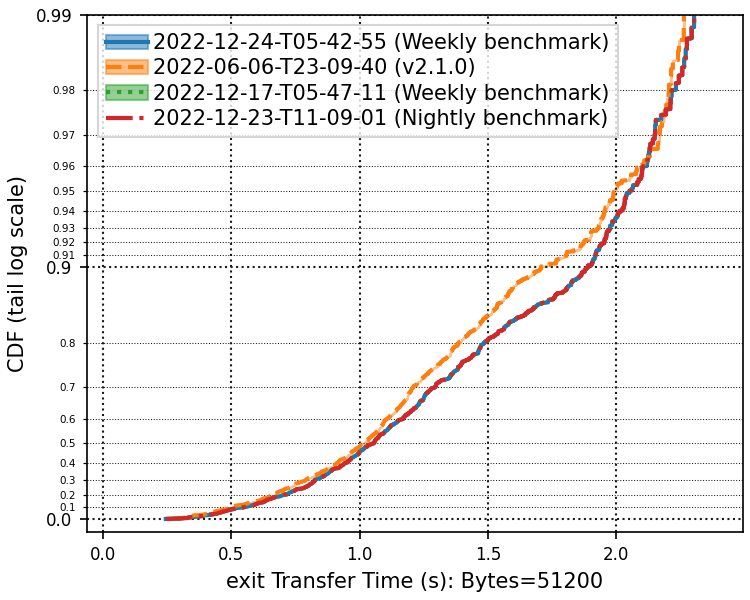 0.99
0.98
0.97
0.96
0.95
0.94
0.93
0.92
0.91
0.9
0.8
0.7
0.6
0.5
0.4
0.3
0.2
0.1
0.0
CDF (tail log scale)
2022-12-24-T05-42-55 (Weekly benchmark)
2022-06-06-T23-09-40 (v2.1.0)
2022-12-17-T05-47-11 (Weekly benchmark)
2022-12-23-T11-09-01 (Nightly benchmark)
0.0 0.5 1.0 1.5 2.0
exit Transfer Time (s): Bytes=51200